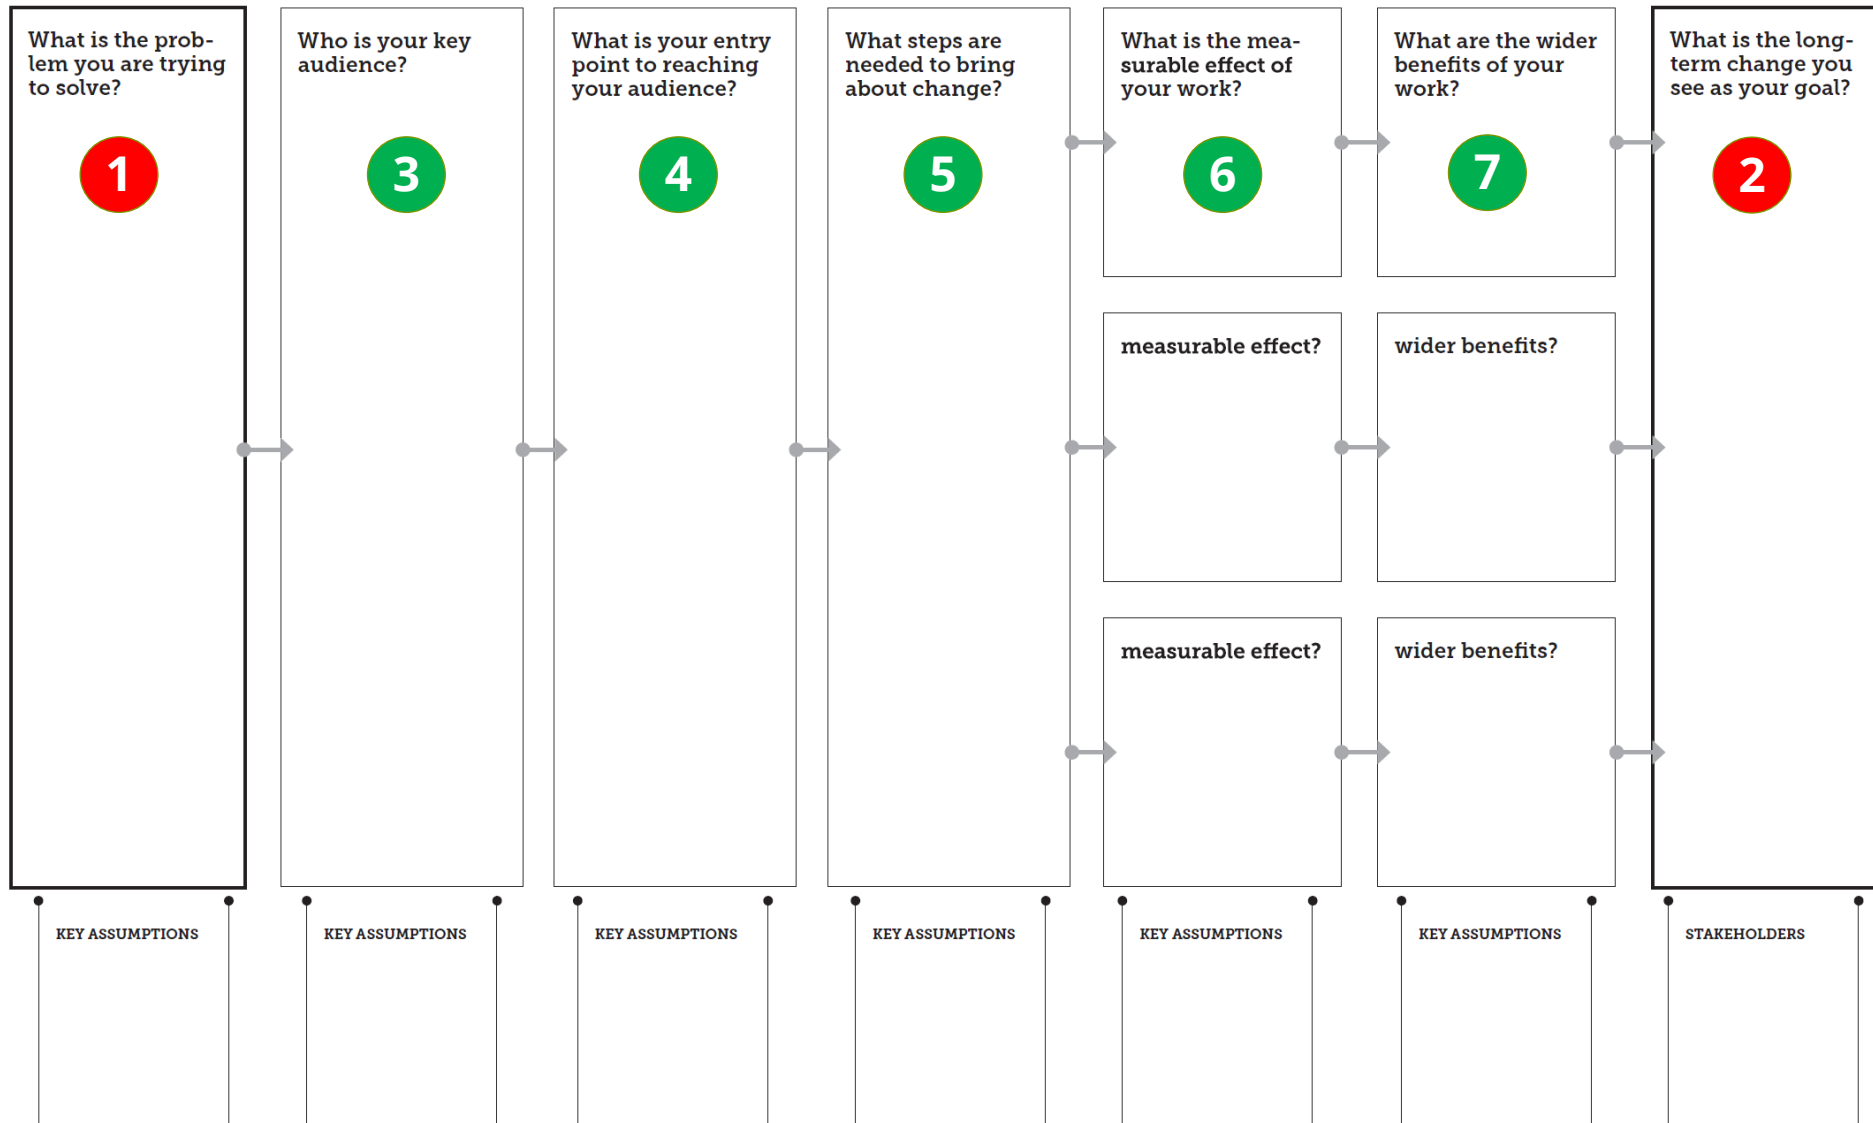 What is the prob-
lem you are trying
to solve?
1
Who is your key
audience?
3
What is your entry
point to reaching
your audience?
4
What steps are
needed to bring
about change?
5
What is the mea-
surable effect of
your work?
6
What are the wider
benefits of your
work?
7
What is the long-
term change you
see as your goal?
2
measurable effect?
wider benefits?
measurable effect?
wider benefits?
KEY ASSUMPTIONS
KEY ASSUMPTIONS
KEY ASSUMPTIONS
KEY ASSUMPTIONS
KEY ASSUMPTIONS
KEY ASSUMPTIONS
STAKEHOLDERS